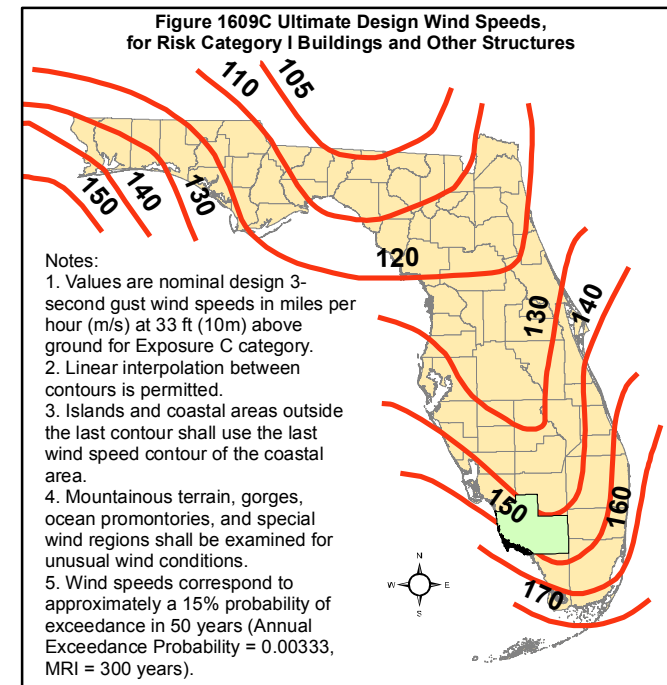 Figure 1609C Ultimate Design Wind Speeds,
for Risk Category I Buildings and Other Structures
105
110
150
140
130
120
130
140
Notes:
1. Values are nominal design 3-
second gust wind speeds in miles per
hour (m/s) at 33 ft (10m) above
ground for Exposure C category.
2. Linear interpolation between
contours is permitted.
3. Islands and coastal areas outside
the last contour shall use the last
wind speed contour of the coastal
area.
4. Mountainous terrain, gorges,
ocean promontories, and special
wind regions shall be examined for
unusual wind conditions.
5. Wind speeds correspond to
approximately a 15% probability of
exceedance in 50 years (Annual
Exceedance Probability = 0.00333,
MRI = 300 years).
150
160
170
N
W E
S